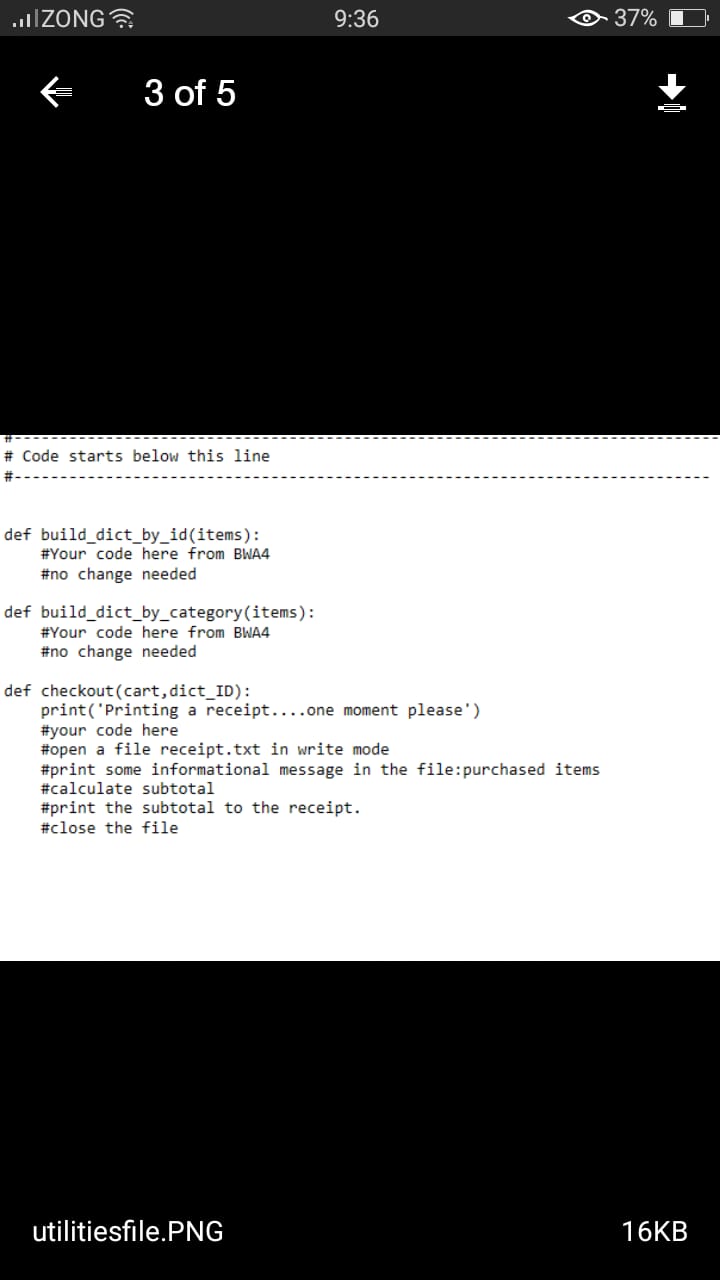 ZONG 9:36 37%
3 of 5
#-----------------------------------------------------------------------------
# Code starts below this line
#----------------------------------------------------------------------------
def build_dict_by_id(items):
    #Your code here from BWA4
    #no change needed
def build_dict_by_category(items):
    #Your code here from BWA4
    #no change needed
def checkout(cart,dict_ID):
    print('Printing a receipt....one moment please')
    #your code here
    #open a file receipt.txt in write mode
    #print some informational message in the file:purchased items
    #calculate subtotal
    #print the subtotal to the receipt.
    #close the file
utilitiesfile.PNG 16KB